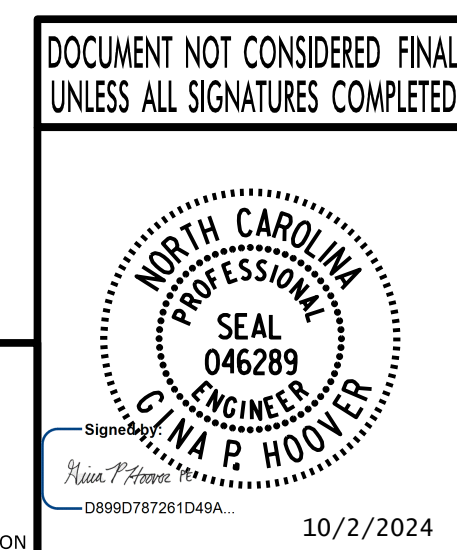 DOCUMENT NOT CONSIDERED FINAL
UNLESS ALL SIGNATURES COMPLETED
NORTH CAROLINA
PROFESSIONAL
SEAL
046289
ENGINEER
GINA P. HOOVER
Signed by:
Gina P Hoover PE
D899D787261D49A...
10/2/2024
ON